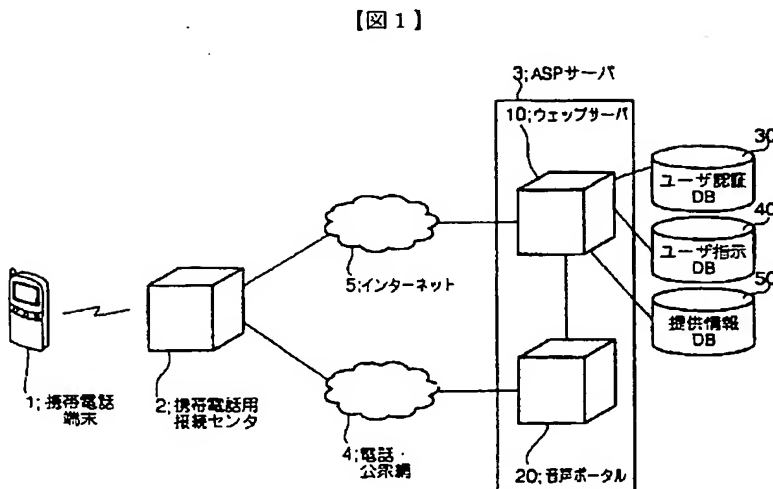 【図1】
3;ASPサーバ
10;ウェッブサーバ
30
ユーザ認証
DB
40
ユーザ指示
DB
50
提供情報
DB
5;インターネット
1;携帯電話
端末
2;携帯電話用
接続センタ
4;電話・
公衆網
20;音声ポータル